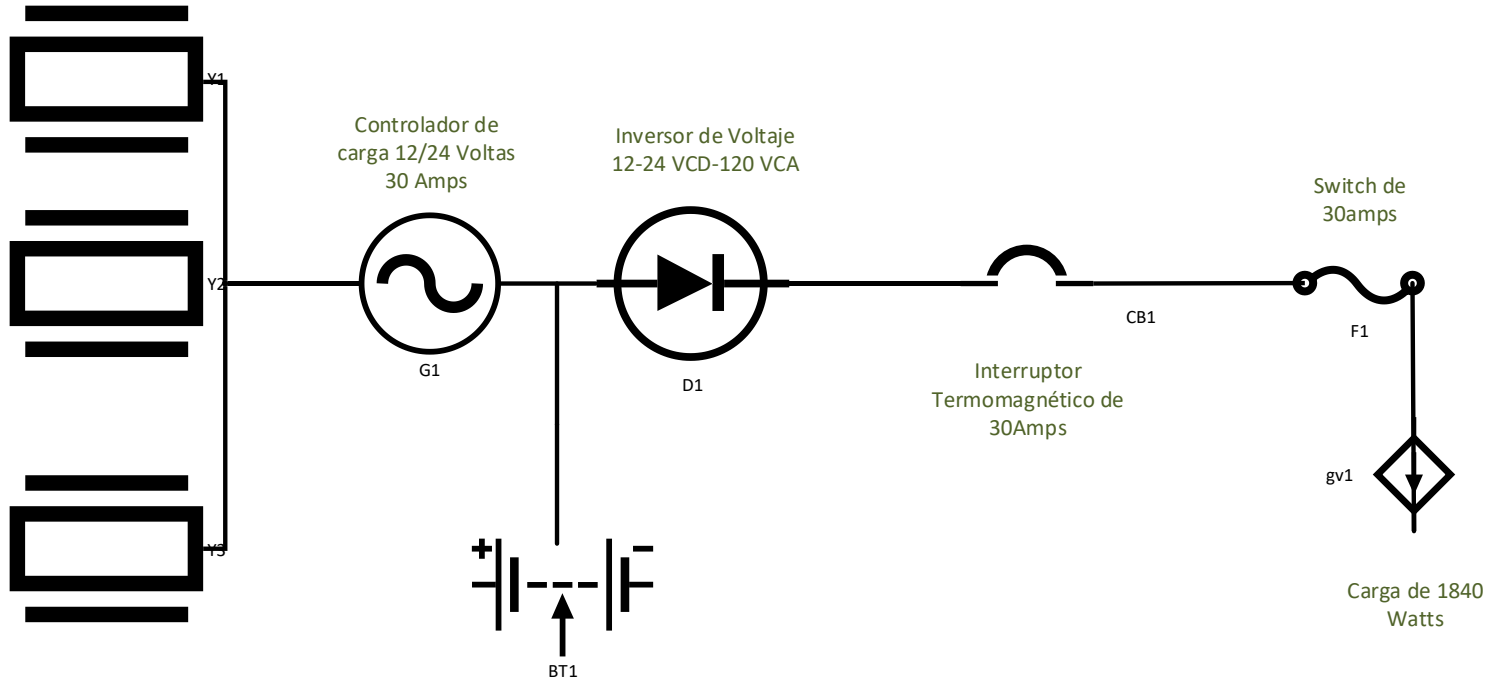 Y1
Controlador de
carga 12/24 Voltas
30 Amps
Inversor de Voltaje
12-24 VCD-120 VCA
Switch de
30amps
Y2
G1
D1
CB1
F1
Interruptor
Termomagnético de
30Amps
gv1
Y3
+
−
BT1
Carga de 1840
Watts